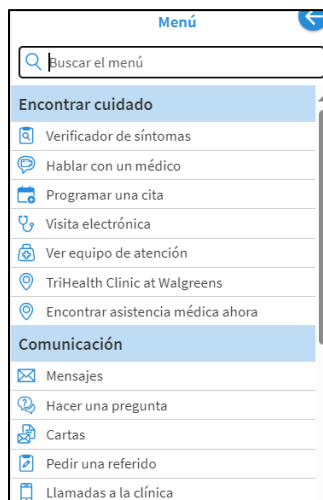 Menú
Buscar el menú
Encontrar cuidado
Verificador de síntomas
Hablar con un médico
Programar una cita
Visita electrónica
Ver equipo de atención
TriHealth Clinic at Walgreens
Encontrar asistencia médica ahora
Comunicación
Mensajes
Hacer una pregunta
Cartas
Pedir una referido
Llamadas a la clínica